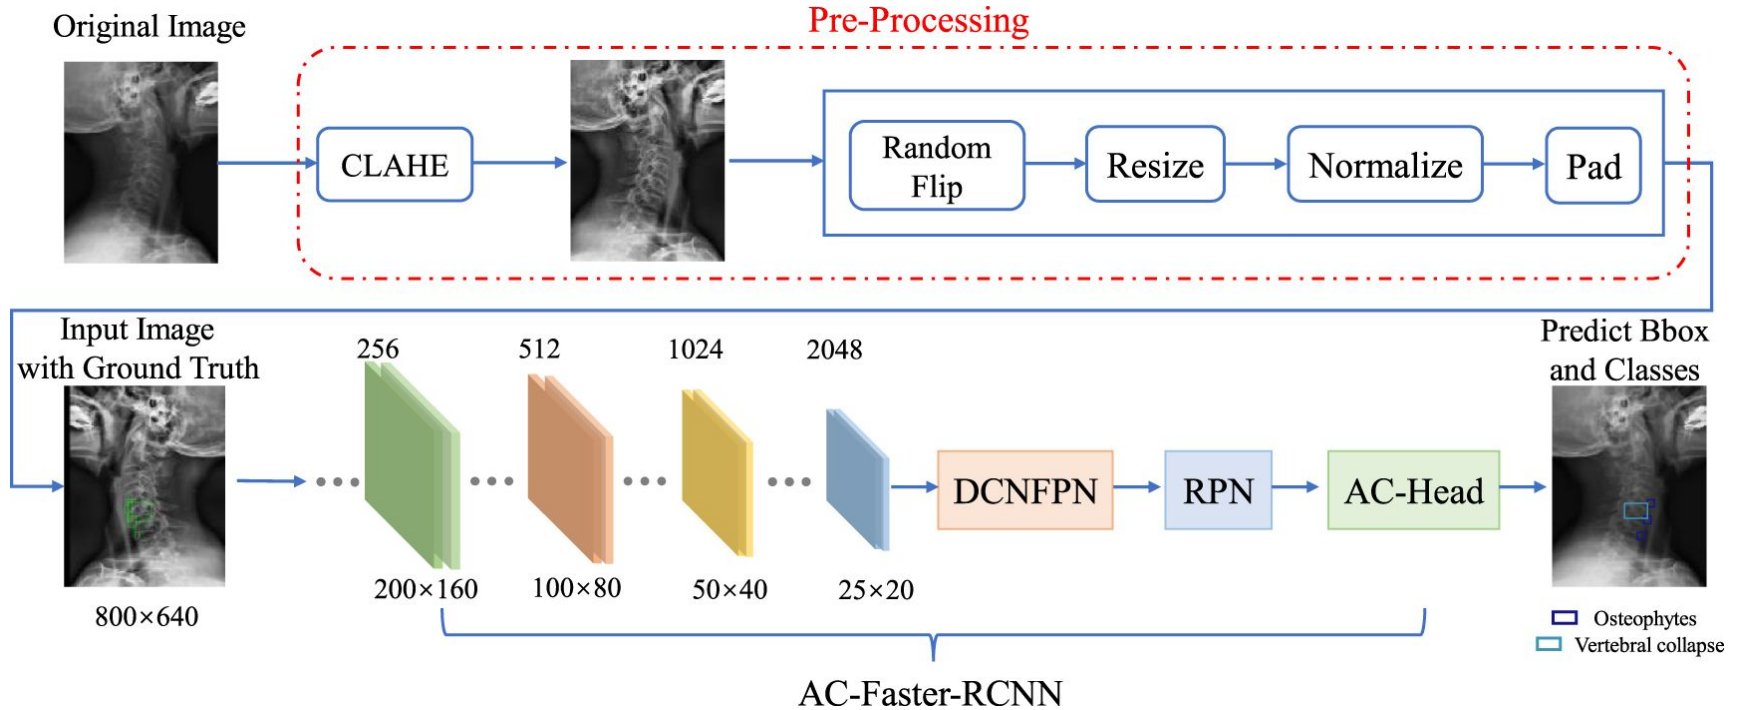 Pre-Processing
Original Image
CLAHE
Random
Flip
Resize
Normalize
Pad
Input Image
with Ground Truth
800×640
256
512
1024
2048
200×160
100×80
50×40
25×20
DCNFPN
RPN
AC-Head
Predict Bbox
and Classes
Osteophytes
Vertebral collapse
AC-Faster-RCNN